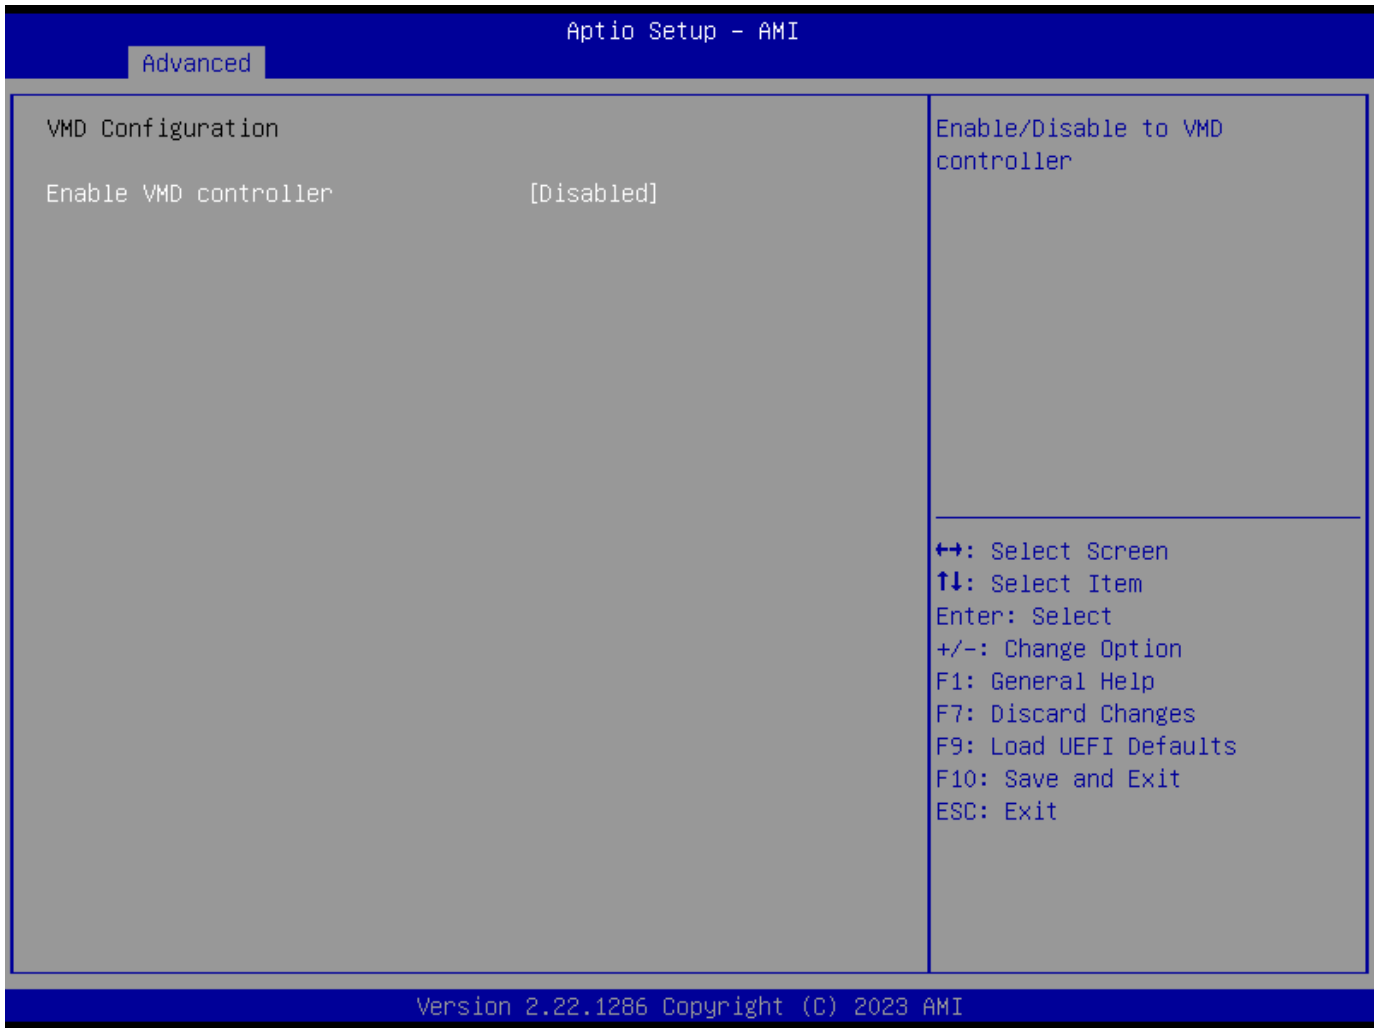 Aptio Setup – AMI
Advanced
VMD Configuration
Enable VMD controller [Disabled]
Enable/Disable to VMD
controller
↔: Select Screen
↑↓: Select Item
Enter: Select
+/-: Change Option
F1: General Help
F7: Discard Changes
F9: Load UEFI Defaults
F10: Save and Exit
ESC: Exit
Version 2.22.1286 Copyright (C) 2023 AMI